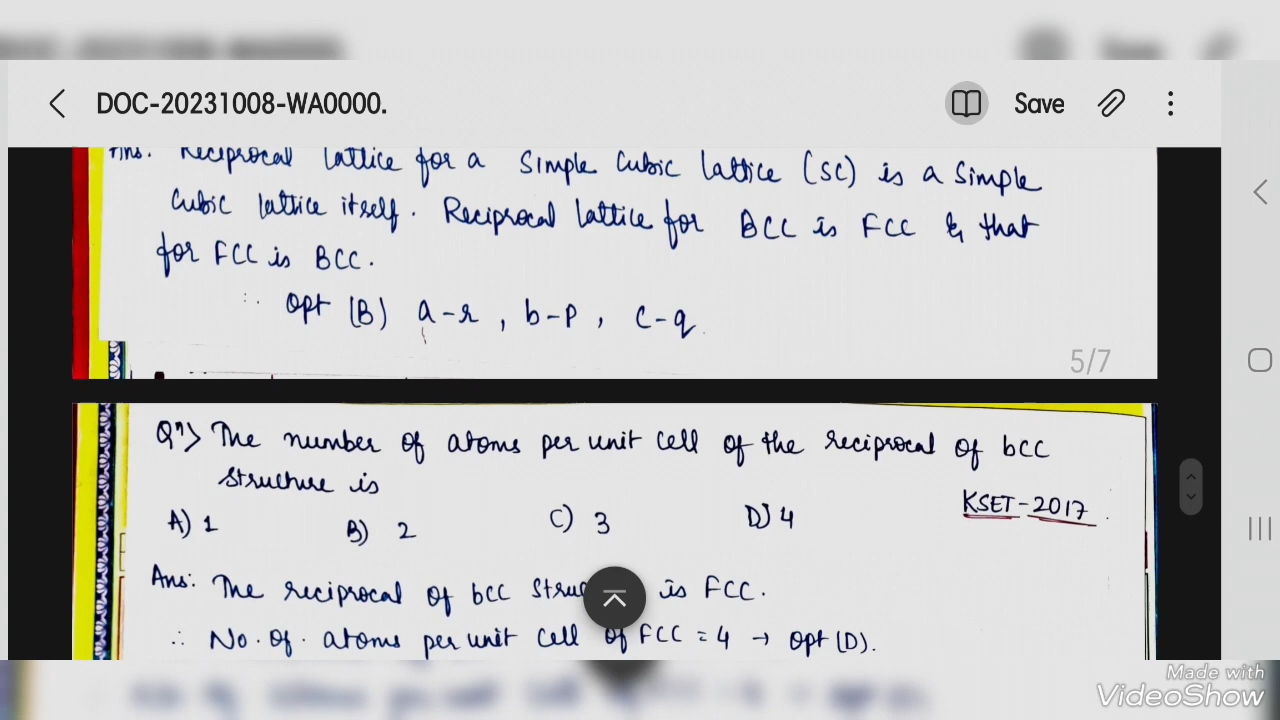 DOC-20231008-WA0000.
Save
Ans. Reciprocal lattice for a Simple Cubic lattice (SC) is a Simple
Cubic lattice itself. Reciprocal lattice for BCC is FCC & that
for FCC is BCC.
∴ Opt (B) a-r, b-p, c-q.
5/7
Qⁿ> The number of atoms per unit cell of the reciprocal of bcc
Structure is
KSET-2017
A) 1 B) 2 C) 3 D) 4
Ans: The reciprocal of bcc Struc is FCC.
∴ No. of. atoms per unit cell of FCC = 4 → Opt (D).
Made with
VideoShow